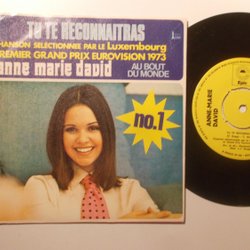 TU TE RECONNAITRAS
CHANSON SELECTIONNEE PAR LE Luxembourg
PREMIER GRAND PRIX EUROVISION 1973
anne marie david
AU BOUT
DU MONDE
no.1
Epic
ANNE-MARIE
DAVID